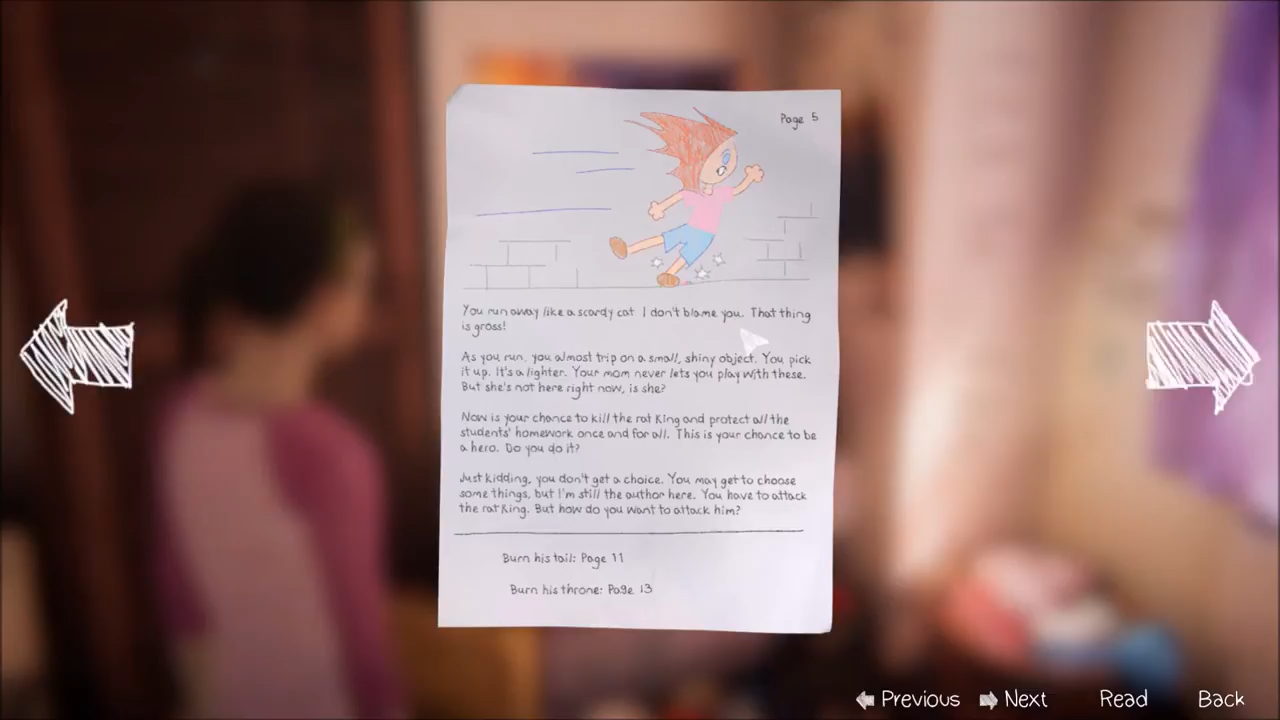 Page 5
You run away like a scardy cat I don't blame you. That thing
is gross!
As you run, you almost trip on a small, shiny object. You pick
it up. It's a lighter. Your mom never lets you play with these.
But she's not here right now, is she?
Now is your chance to kill the rat King and protect all the
students' homework once and for all. This is your chance to be
a hero. Do you do it?
Just kidding, you don't get a choice. You may get to choose
some things, but I'm still the author here. You have to attack
the rat King. But how do you want to attack him?
Burn his tail: Page 11
Burn his throne: Page 13
Previous Next Read Back